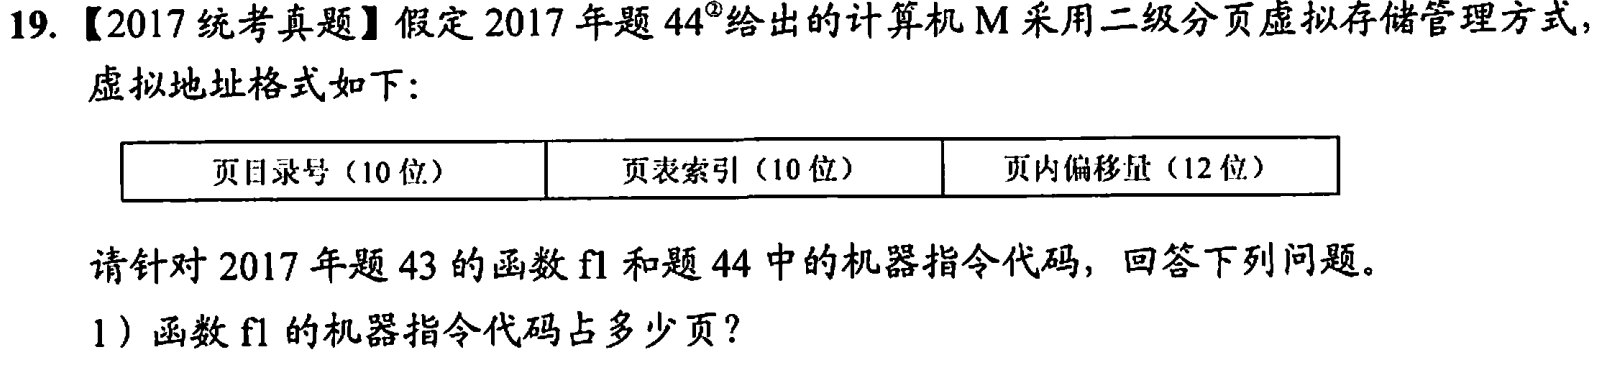 19.【2017 统考真题】假定 2017 年题 44②给出的计算机 M 采用二级分页虚拟存储管理方式，
虚拟地址格式如下：
页目录号（10 位） 页表索引（10 位） 页内偏移量（12 位）
请针对 2017 年题 43 的函数 f1 和题 44 中的机器指令代码，回答下列问题。
1）函数 f1 的机器指令代码占多少页？